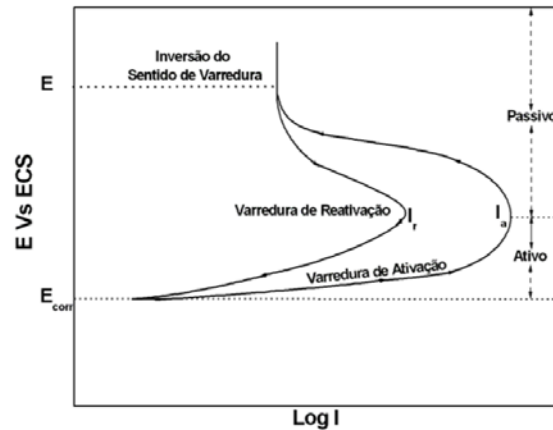 Inversão do
Sentido de Varredura
E
Passivo
E Vs ECS
Varredura de Reativação
I r
I a
Ativo
Varredura de Ativação
E corr
Log I